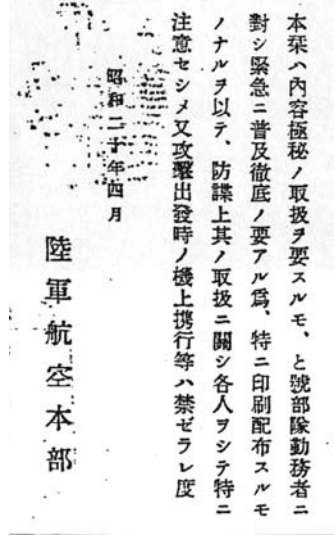 本栞ハ內容極秘ノ取扱ヲ要スルモ、と號部隊勤務者ニ
對シ緊急ニ普及徹底ノ要アル爲、特ニ印刷配布スルモ
ノナルヲ以テ、防諜上其ノ取扱ニ關シ各人ヲシテ特ニ
注意セシメ又攻擊出發時ノ機上携行等ハ禁ゼラレ度
昭和二十年四月
陸軍航空本部